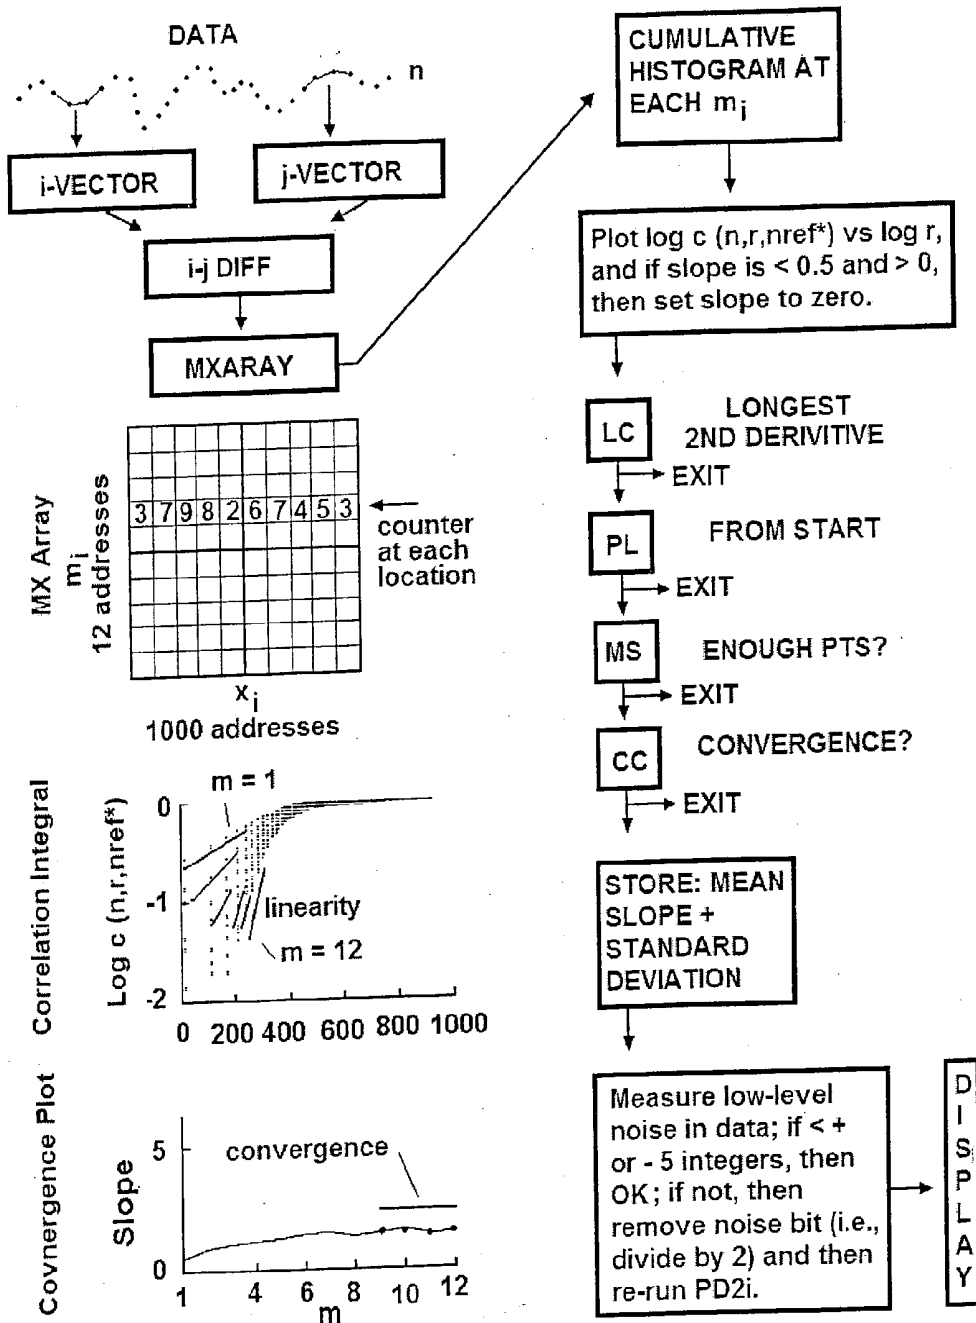 DATA
n
i-VECTOR
j-VECTOR
i-j DIFF
MXARAY
MX Array
m i
12 addresses
3 7 9 8 2 6 7 4 5 3
counter
at each
location
x i
1000 addresses
Correlation Integral
Log c (n,r,nref*)
m = 1
0
-1
-2
linearity
m = 12
0 200 400 600 800 1000
Covnergence Plot
Slope
5
0
convergence
1 4 8 10 12
m
CUMULATIVE
HISTOGRAM AT
EACH m i
Plot log c (n,r,nref*) vs log r,
and if slope is < 0.5 and > 0,
then set slope to zero.
LC
LONGEST
2ND DERIVITIVE
EXIT
PL
FROM START
EXIT
MS
ENOUGH PTS?
EXIT
CC
CONVERGENCE?
EXIT
STORE: MEAN
SLOPE +
STANDARD
DEVIATION
Measure low-level
noise in data; if < +
or - 5 integers, then
OK; if not, then
remove noise bit (i.e.,
divide by 2) and then
re-run PD2i.
DISPLAY